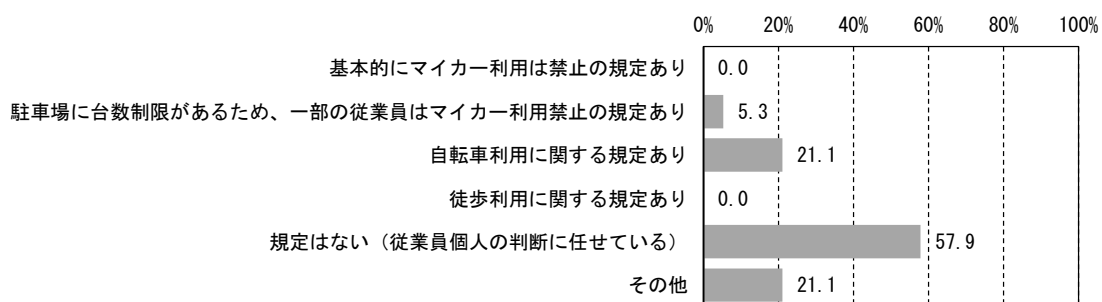 0% 20% 40% 60% 80% 100%
基本的にマイカー利用は禁止の規定あり 0.0
駐車場に台数制限があるため、一部の従業員はマイカー利用禁止の規定あり 5.3
自転車利用に関する規定あり 21.1
徒歩利用に関する規定あり 0.0
規定はない（従業員個人の判断に任せている） 57.9
その他 21.1